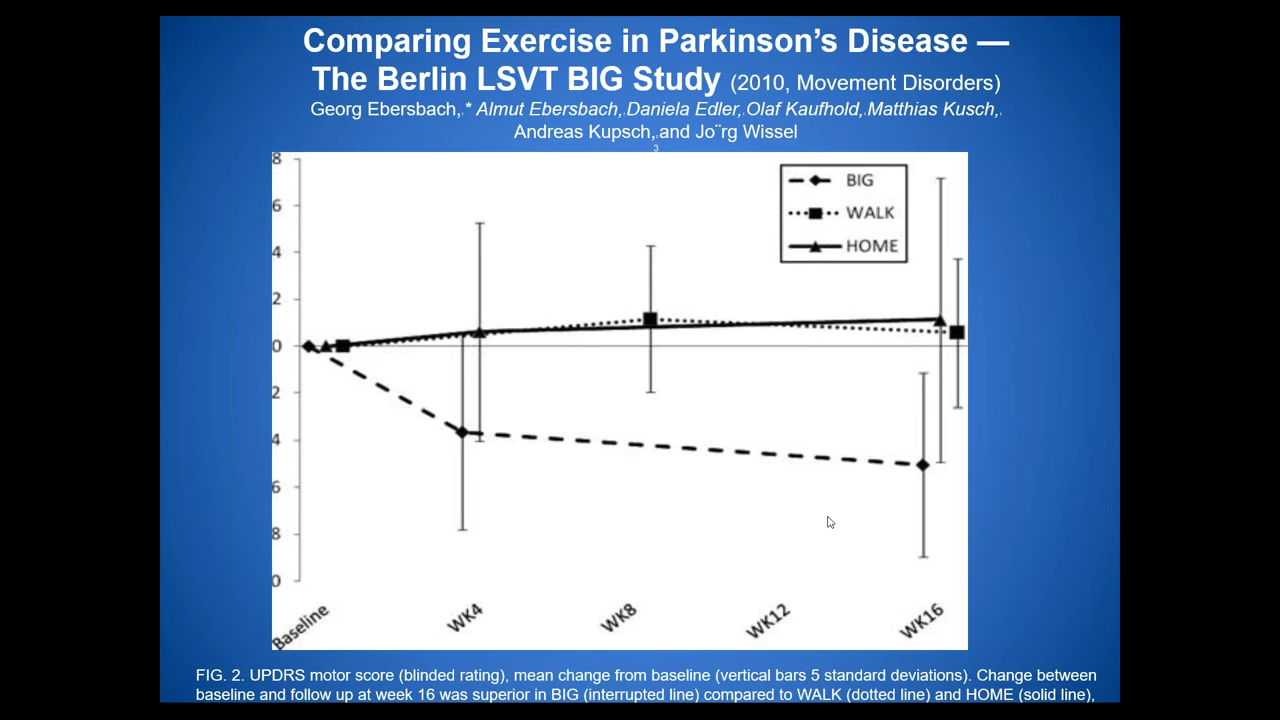 Comparing Exercise in Parkinson’s Disease —
The Berlin LSVT BIG Study (2010, Movement Disorders)
Georg Ebersbach,* Almut Ebersbach, Daniela Edler, Olaf Kaufhold, Matthias Kusch,
Andreas Kupsch, and Jo¨rg Wissel
3
8
6
4
2
0
2
4
6
8
0
BIG
WALK
HOME
Baseline
WK4
WK8
WK12
WK16
FIG. 2. UPDRS motor score (blinded rating), mean change from baseline (vertical bars 5 standard deviations). Change between
baseline and follow up at week 16 was superior in BIG (interrupted line) compared to WALK (dotted line) and HOME (solid line),